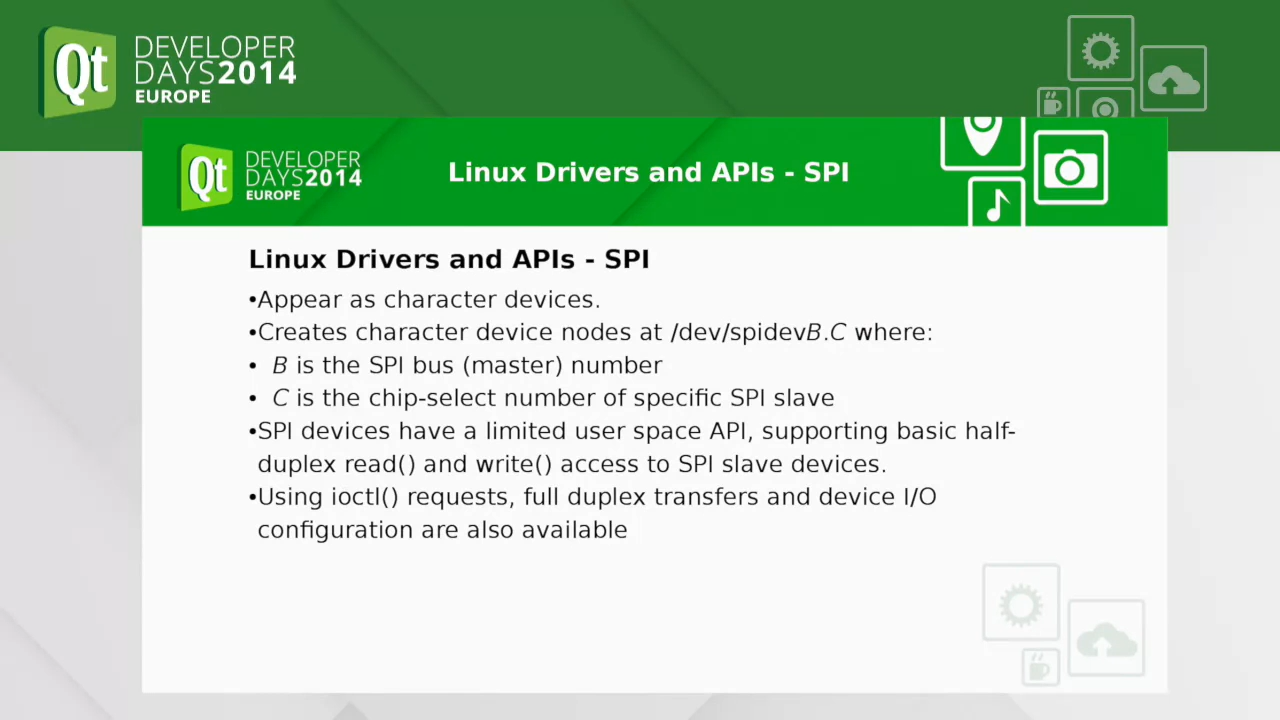 Qt DEVELOPER
DAYS2014
EUROPE
Qt DEVELOPER
DAYS2014
EUROPE
Linux Drivers and APIs - SPI
Linux Drivers and APIs - SPI
•Appear as character devices.
•Creates character device nodes at /dev/spidevB.C where:
• B is the SPI bus (master) number
• C is the chip-select number of specific SPI slave
•SPI devices have a limited user space API, supporting basic half-
duplex read() and write() access to SPI slave devices.
•Using ioctl() requests, full duplex transfers and device I/O
configuration are also available